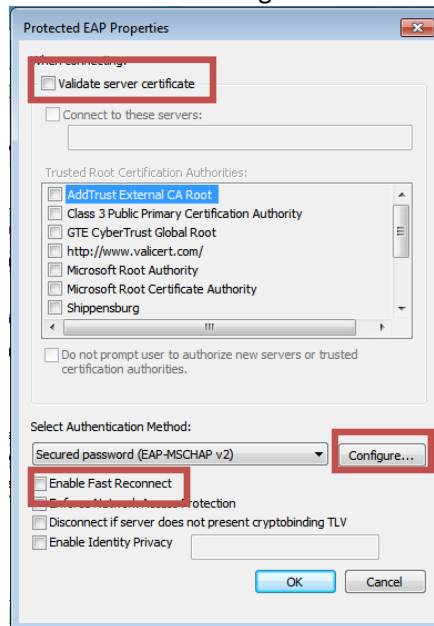 Protected EAP Properties
When connecting:
Validate server certificate
Connect to these servers:
Trusted Root Certification Authorities:
AddTrust External CA Root
Class 3 Public Primary Certification Authority
GTE CyberTrust Global Root
http://www.valicert.com/
Microsoft Root Authority
Microsoft Root Certificate Authority
Shippensburg
Do not prompt user to authorize new servers or trusted
certification authorities.
Select Authentication Method:
Secured password (EAP-MSCHAP v2) Configure...
Enable Fast Reconnect
Enforce Network Access Protection
Disconnect if server does not present cryptobinding TLV
Enable Identity Privacy
OK Cancel